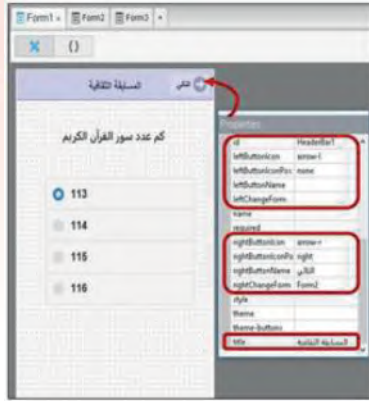 Form1 × Form2 Form3
{}
المسابقة الثقافية التالي
كم عدد سور القرآن الكريم
113
114
115
116
Properties
id HeaderBar1
leftButtonIcon arrow-l
leftButtonIconPos none
leftButtonName
leftChangeForm
name
required
rightButtonIcon arrow-r
rightButtonIconPo right
rightButtonName التالي
rightChangeForm Form2
style
theme
theme-buttons
title المسابقة الثقافية